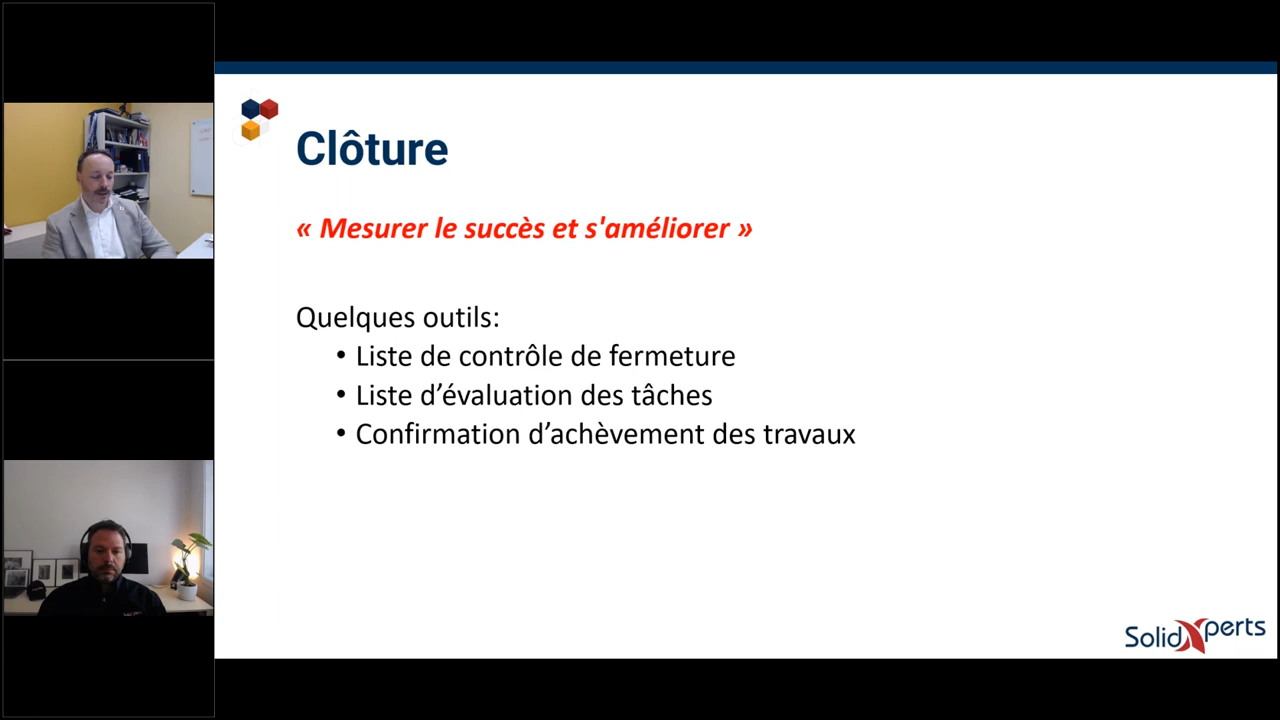 Clôture
« Mesurer le succès et s'améliorer »
Quelques outils:
• Liste de contrôle de fermeture
• Liste d’évaluation des tâches
• Confirmation d’achèvement des travaux
SolidXperts